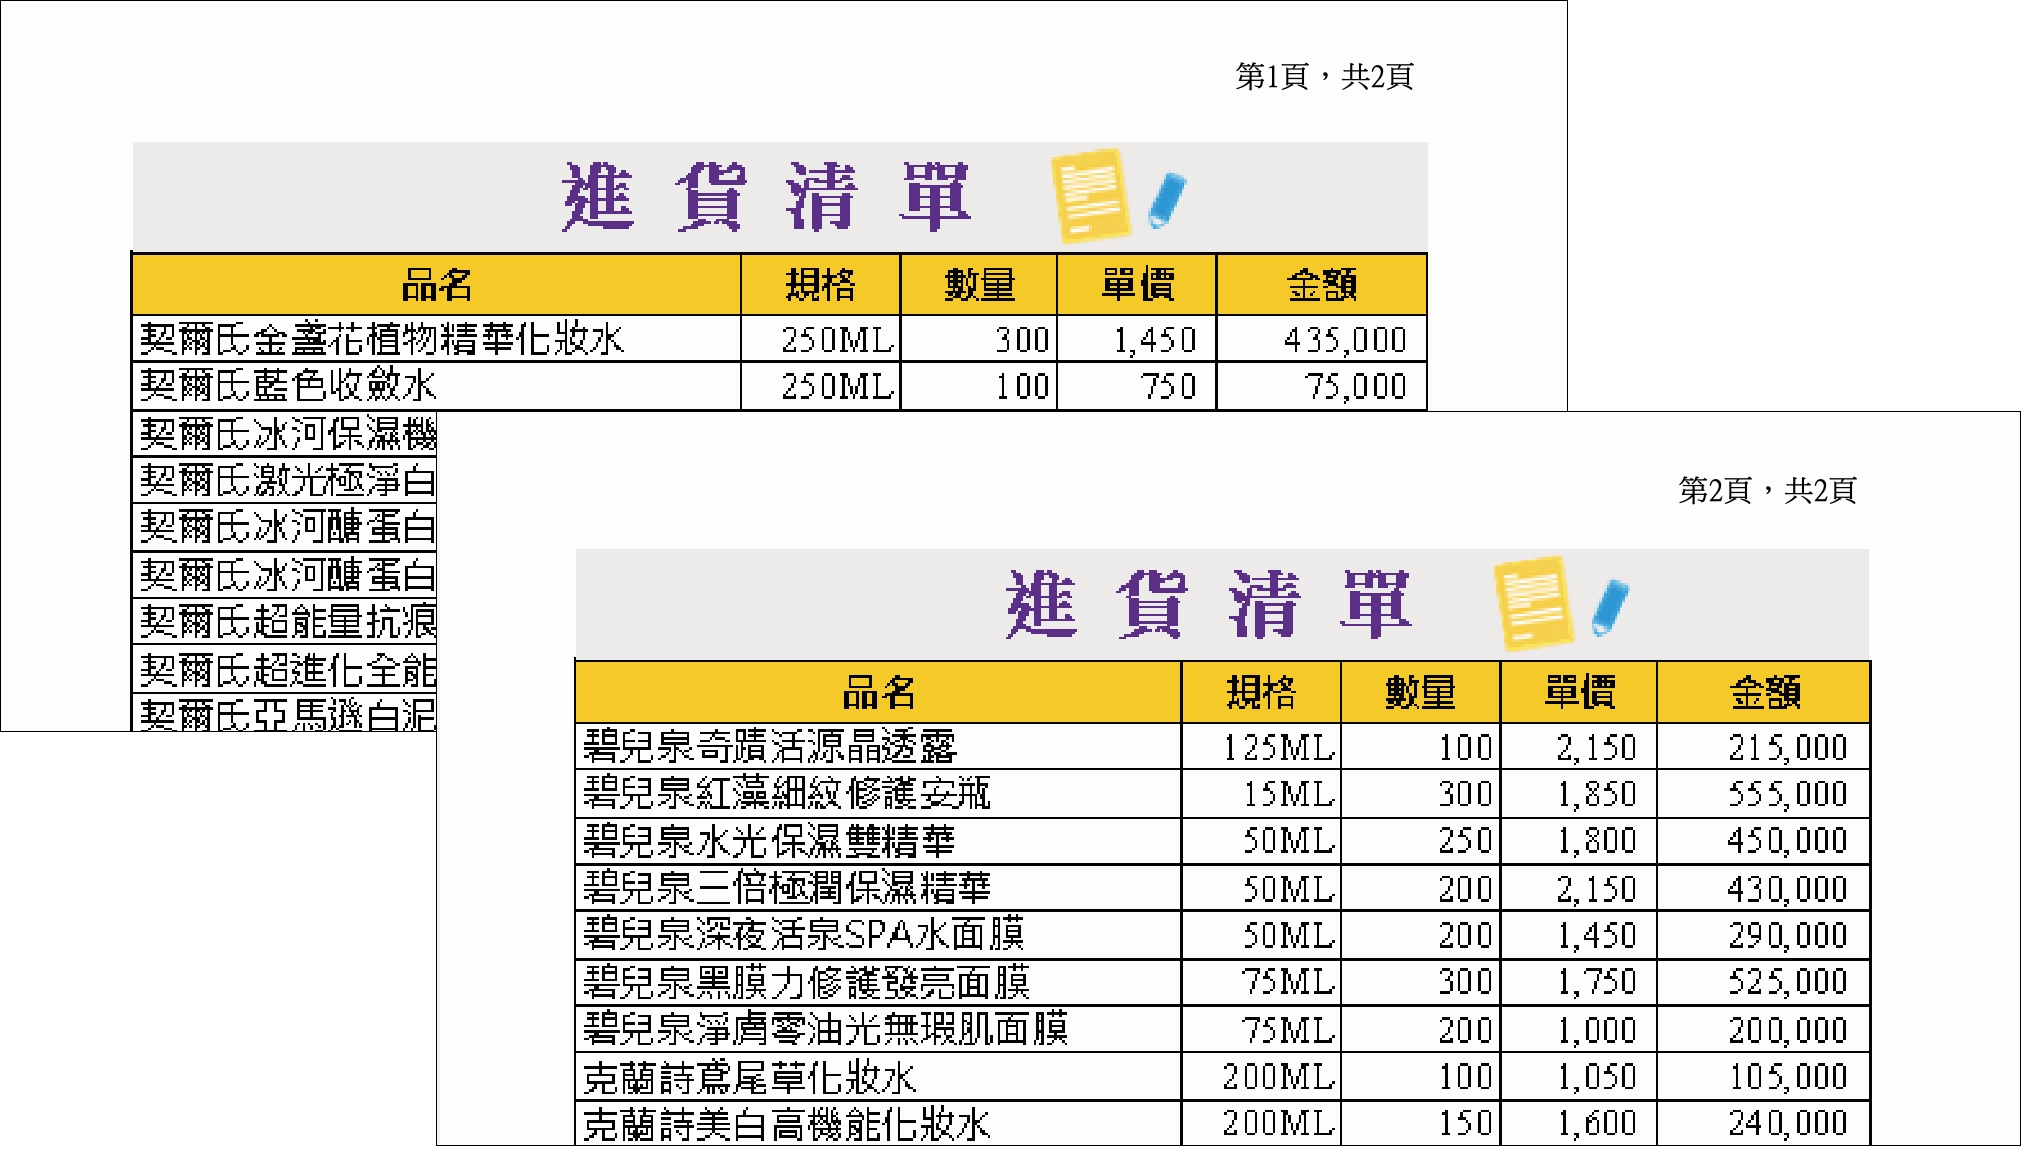 第1頁，共2頁
進貨清單
品名 規格 數量 單價 金額
契爾氏金盞花植物精華化妝水 250ML 300 1,450 435,000
契爾氏藍色收斂水 250ML 100 750 75,000
契爾氏冰河保濕機
契爾氏激光極淨白
契爾氏冰河醣蛋白
契爾氏冰河醣蛋白
契爾氏超能量抗痕
契爾氏超進化全能
契爾氏亞馬遜白泥
第2頁，共2頁
進貨清單
品名 規格 數量 單價 金額
碧兒泉奇蹟活源晶透露 125ML 100 2,150 215,000
碧兒泉紅藻細紋修護安瓶 15ML 300 1,850 555,000
碧兒泉水光保濕雙精華 50ML 250 1,800 450,000
碧兒泉三倍極潤保濕精華 50ML 200 2,150 430,000
碧兒泉深夜活泉SPA水面膜 50ML 200 1,450 290,000
碧兒泉黑膜力修護發亮面膜 75ML 300 1,750 525,000
碧兒泉淨膚零油光無瑕肌面膜 75ML 200 1,000 200,000
克蘭詩鳶尾草化妝水 200ML 100 1,050 105,000
克蘭詩美白高機能化妝水 200ML 150 1,600 240,000